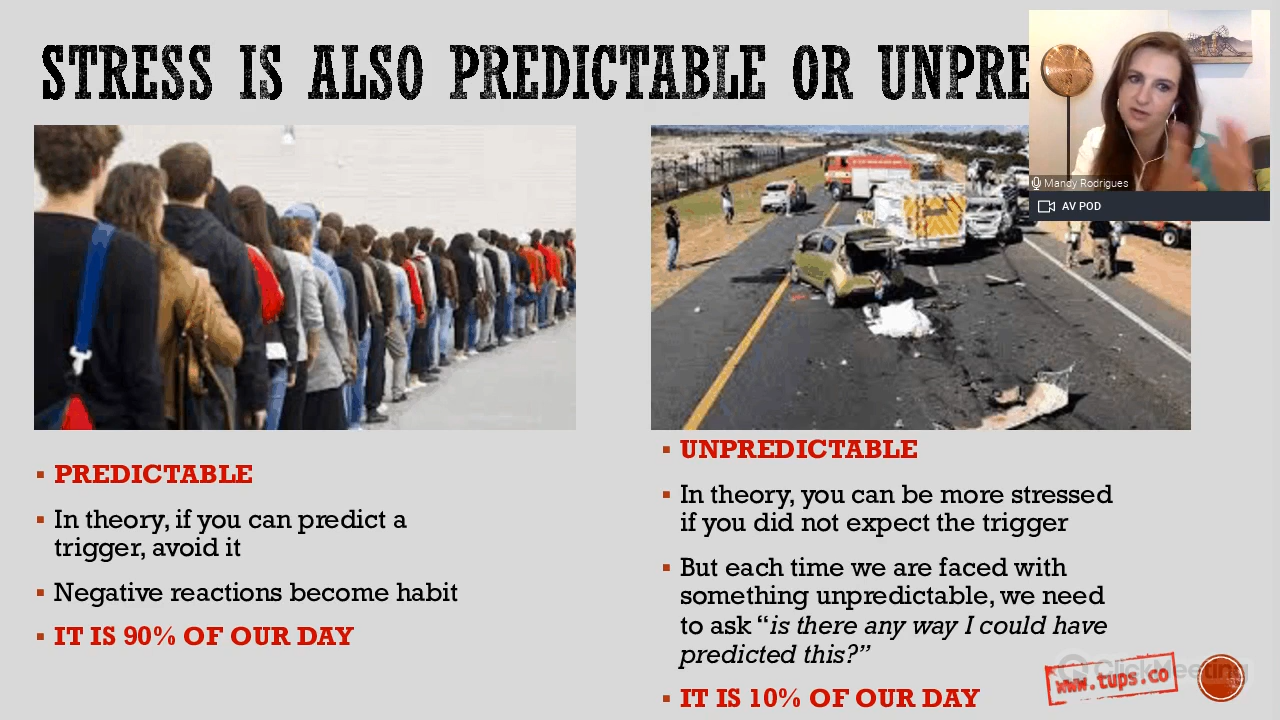 STRESS IS ALSO PREDICTABLE OR UNPRE
Mandy Rodrigues
AV POD
PREDICTABLE
In theory, if you can predict a
trigger, avoid it
Negative reactions become habit
IT IS 90% OF OUR DAY
UNPREDICTABLE
In theory, you can be more stressed
if you did not expect the trigger
But each time we are faced with
something unpredictable, we need
to ask “is there any way I could have
predicted this?”
IT IS 10% OF OUR DAY
ClickMeeting
www.tups.co